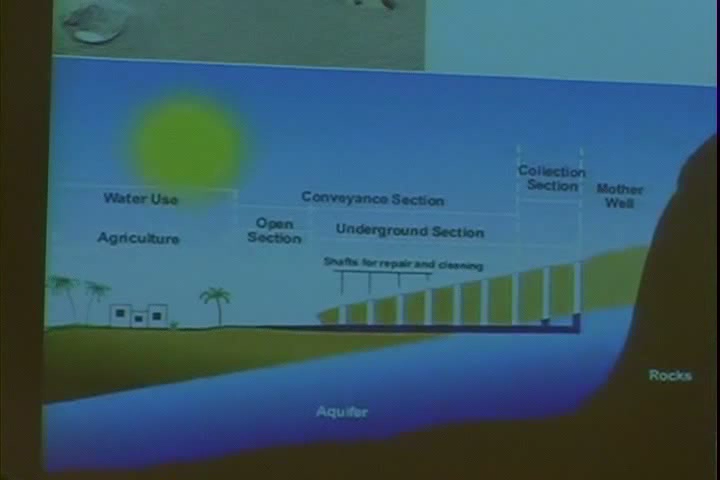 Collection
Section
Mother
Well
Water Use
Conveyance Section
Open
Section
Underground Section
Agriculture
Shafts for repair and cleaning
Rocks
Aquifer